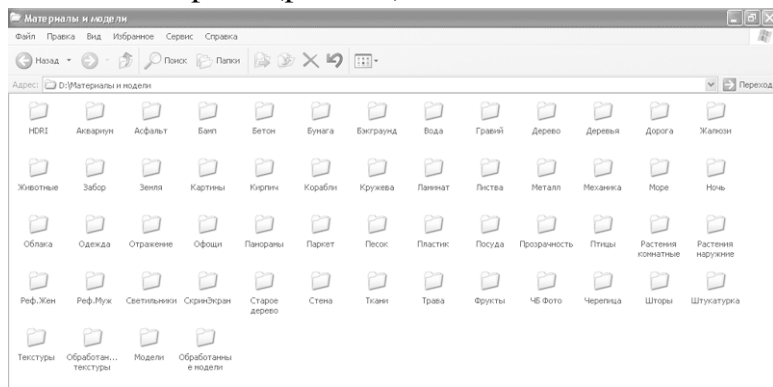 Материалы и модели
Файл Правка Вид Избранное Сервис Справка
Назад Поиск Папки
Адрес: D:\Материалы и модели Переход
HDRI Аквариум Асфальт Бамп Бетон Бумага Бэкграунд Вода Гравий Дерево Деревья Дорога Жалюзи
Животные Забор Земля Картины Кирпич Корабли Кружева Ламинат Листва Металл Механика Море Ночь
Облака Одежда Отражение Офощи Панорамы Паркет Песок Пластик Посуда Прозрачность Птицы Растения комнатные Растения наружние
Реф.Жен Реф.Муж Светильники СкринЭкран Старое дерево Стена Ткани Трава Фрукты ЧБ Фото Черепица Шторы Штукатурка
Текстуры Обработан... текстуры Модели Обработанны е модели